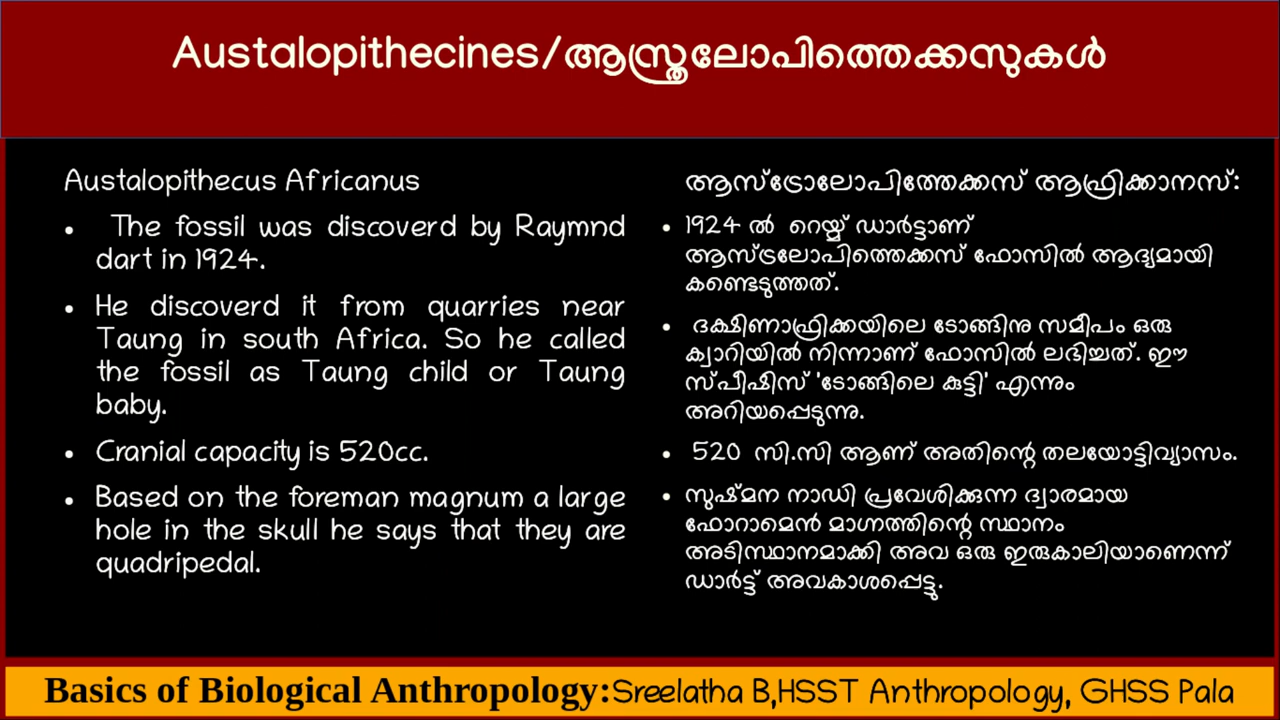 Austalopithecines/ആസ്ത്രലോപിത്തെക്കസുകൾ
Austalopithecus Africanus
• The fossil was discoverd by Raymnd
dart in 1924.
• He discoverd it from quarries near
Taung in south Africa. So he called
the fossil as Taung child or Taung
baby.
• Cranial capacity is 520cc.
• Based on the foreman magnum a large
hole in the skull he says that they are
quadripedal.
ആസ്ട്രോലോപിത്തേക്കസ് ആഫ്രിക്കാനസ്:
• 1924 ൽ റെയ്മ് ഡാർട്ടാണ്
ആസ്ട്രലോപിത്തെക്കസ് ഫോസിൽ ആദ്യമായി
കണ്ടെടുത്തത്.
• ദക്ഷിണാഫ്രിക്കയിലെ ടോങ്ങിനു സമീപം ഒരു
ക്വാറിയിൽ നിന്നാണ് ഫോസിൽ ലഭിച്ചത്. ഈ
സ്പീഷിസ് 'ടോങ്ങിലെ കുട്ടി' എന്നും
അറിയപ്പെടുന്നു.
• 520 സി.സി ആണ് അതിന്റെ തലയോട്ടിവ്യാസം.
• സുഷ്മന നാഡി പ്രവേശിക്കുന്ന ദ്വാരമായ
ഫോറാമെൻ മാഗ്നത്തിന്റെ സ്ഥാനം
അടിസ്ഥാനമാക്കി അവ ഒരു ഇരുകാലിയാണെന്ന്
ഡാർട്ട് അവകാശപ്പെട്ടു.
Basics of Biological Anthropology:Sreelatha B,HSST Anthropology, GHSS Pala